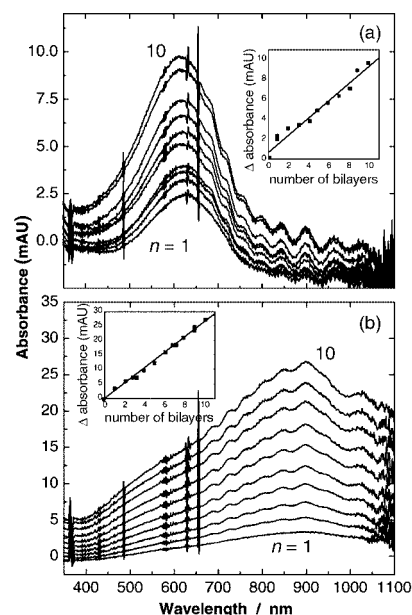 (a)
10
10.0
7.5
5.0
2.5
0.0
n = 1
Δ absorbance (mAU)
10
8
6
4
2
0
0 2 4 6 8 10
number of bilayers
Absorbance (mAU)
(b)
10
35
30
25
20
15
10
5
0
n = 1
Δ absorbance (mAU)
30
25
20
15
10
5
0
0 2 4 6 8 10
number of bilayers
400 500 600 700 800 900 1000 1100
Wavelength / nm